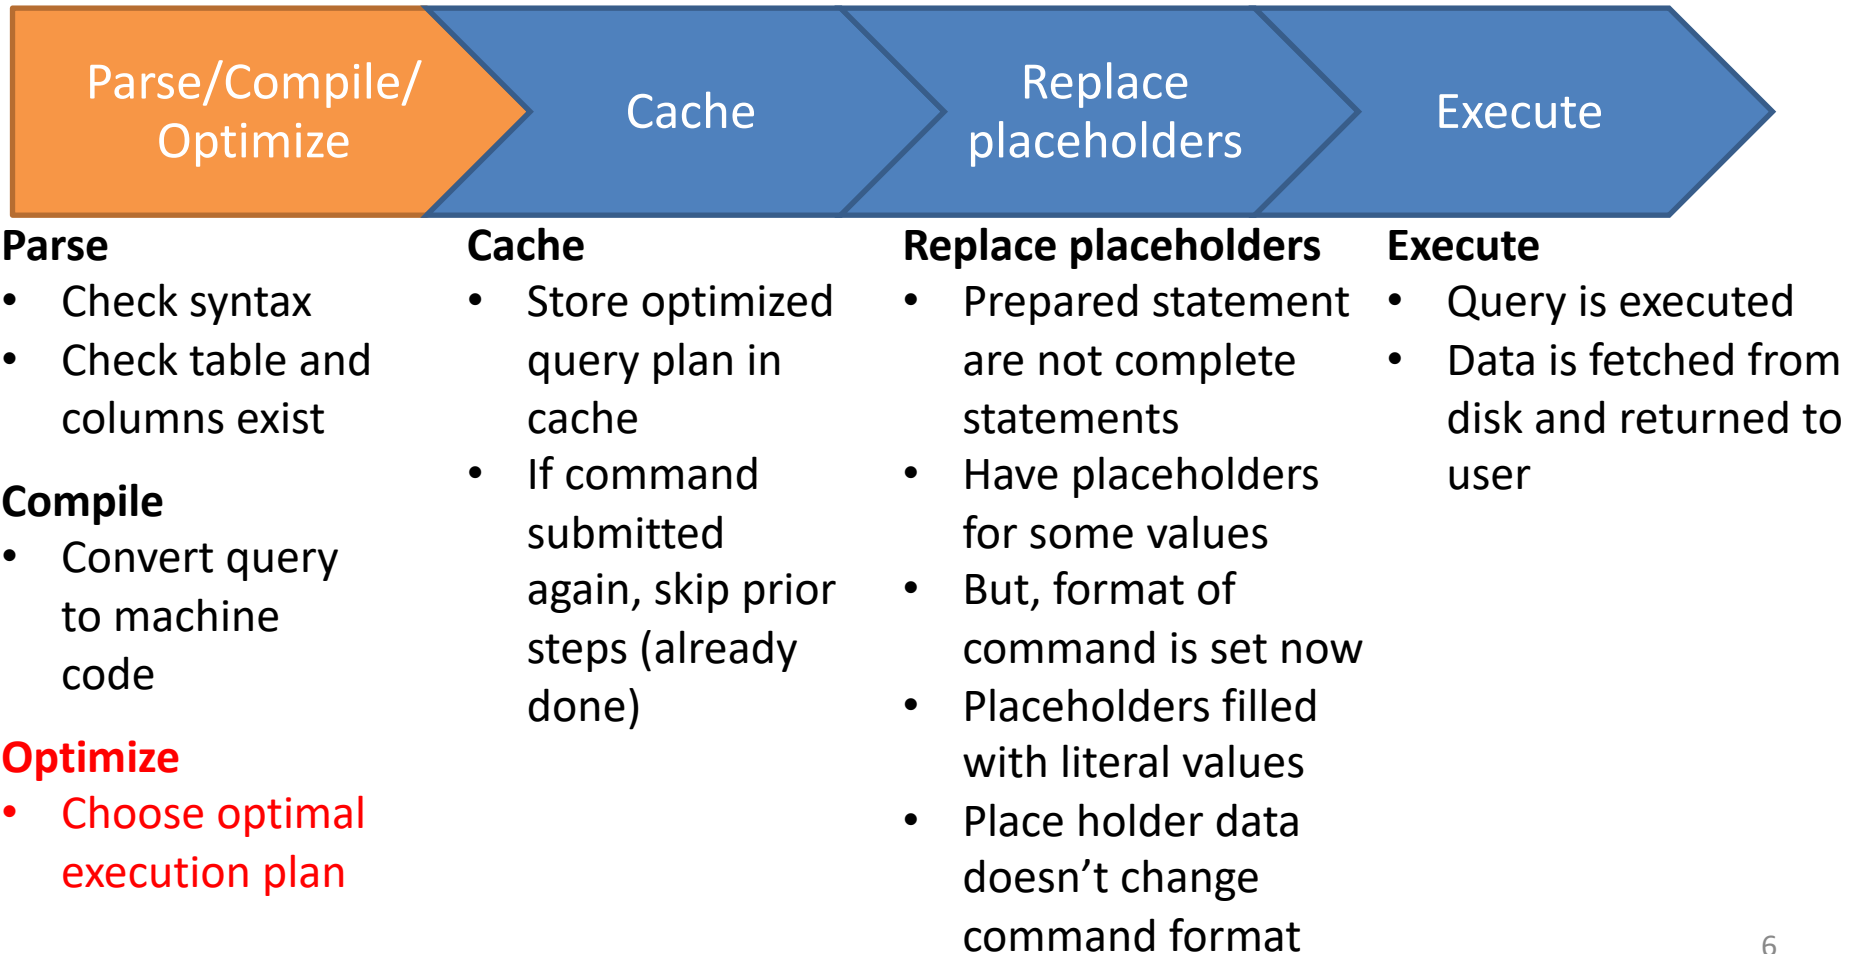 Parse/Compile/
Optimize
Cache
Replace
placeholders
Execute
Parse
• Check syntax
• Check table and
columns exist
Compile
• Convert query
to machine
code
Optimize
• Choose optimal
execution plan
Cache
• Store optimized
query plan in
cache
• If command
submitted
again, skip prior
steps (already
done)
Replace placeholders
• Prepared statement
are not complete
statements
• Have placeholders
for some values
• But, format of
command is set now
• Placeholders filled
with literal values
• Place holder data
doesn’t change
command format
Execute
• Query is executed
• Data is fetched from
disk and returned to
user
6